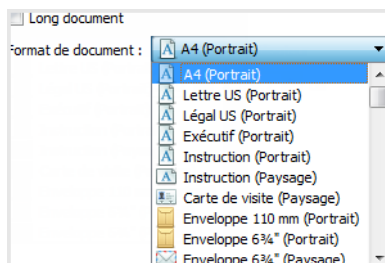 Long document
Format de document : A4 (Portrait)
A4 (Portrait)
Lettre US (Portrait)
Légal US (Portrait)
Exécutif (Portrait)
Instruction (Portrait)
Instruction (Paysage)
Carte de visite (Paysage)
Enveloppe 110 mm (Portrait)
Enveloppe 6¾" (Portrait)
Enveloppe 6¾" (Paysage)